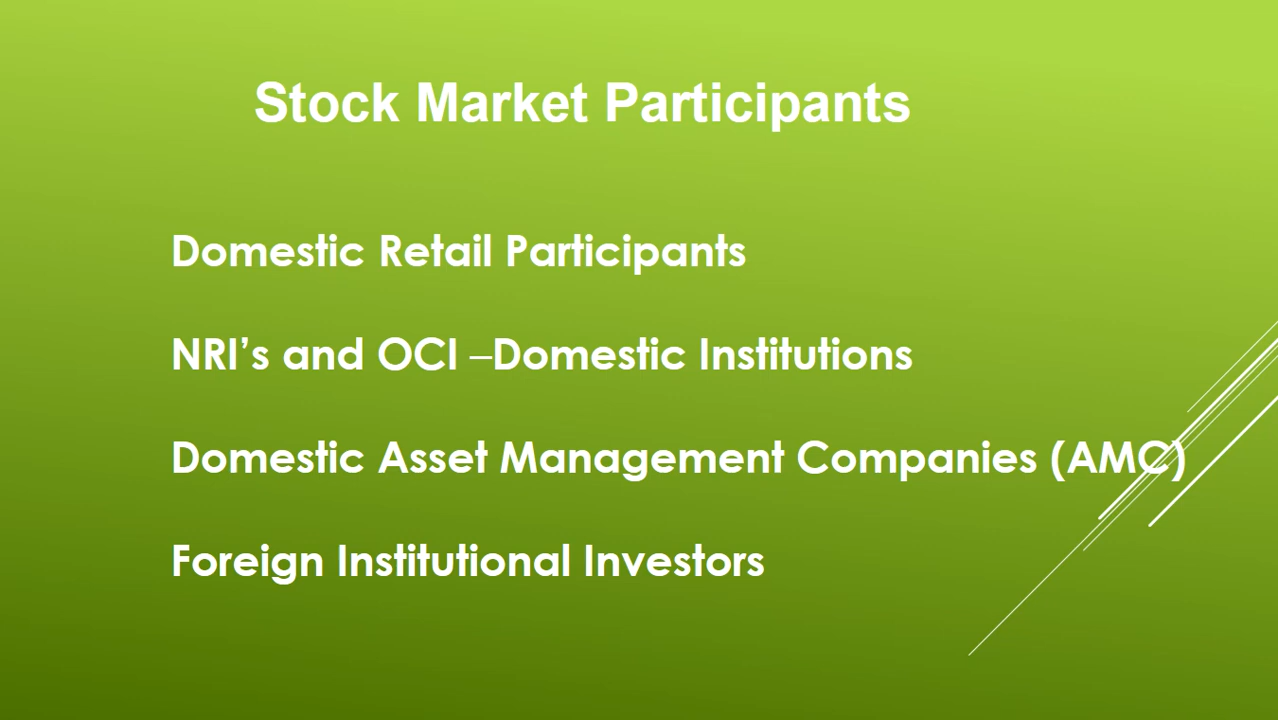 Stock Market Participants
Domestic Retail Participants
NRI’s and OCI –Domestic Institutions
Domestic Asset Management Companies (AMC)
Foreign Institutional Investors